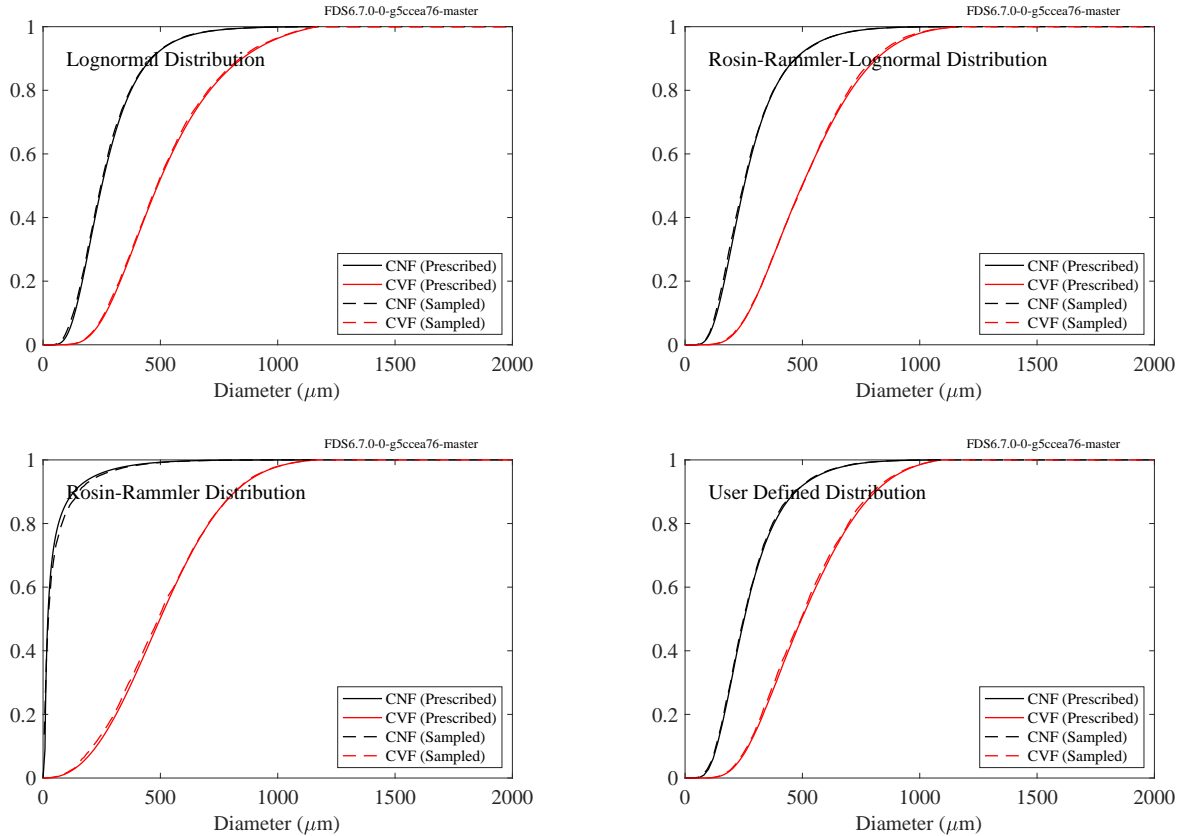 FDS6.7.0-0-g5ccea76-master
Lognormal Distribution
1
0.8
0.6
0.4
0.2
0
CNF (Prescribed)
CVF (Prescribed)
CNF (Sampled)
CVF (Sampled)
0 500 1000 1500 2000
Diameter (μm)
FDS6.7.0-0-g5ccea76-master
Rosin-Rammler-Lognormal Distribution
1
0.8
0.6
0.4
0.2
0
CNF (Prescribed)
CVF (Prescribed)
CNF (Sampled)
CVF (Sampled)
0 500 1000 1500 2000
Diameter (μm)
FDS6.7.0-0-g5ccea76-master
Rosin-Rammler Distribution
1
0.8
0.6
0.4
0.2
0
CNF (Prescribed)
CVF (Prescribed)
CNF (Sampled)
CVF (Sampled)
0 500 1000 1500 2000
Diameter (μm)
FDS6.7.0-0-g5ccea76-master
User Defined Distribution
1
0.8
0.6
0.4
0.2
0
CNF (Prescribed)
CVF (Prescribed)
CNF (Sampled)
CVF (Sampled)
0 500 1000 1500 2000
Diameter (μm)